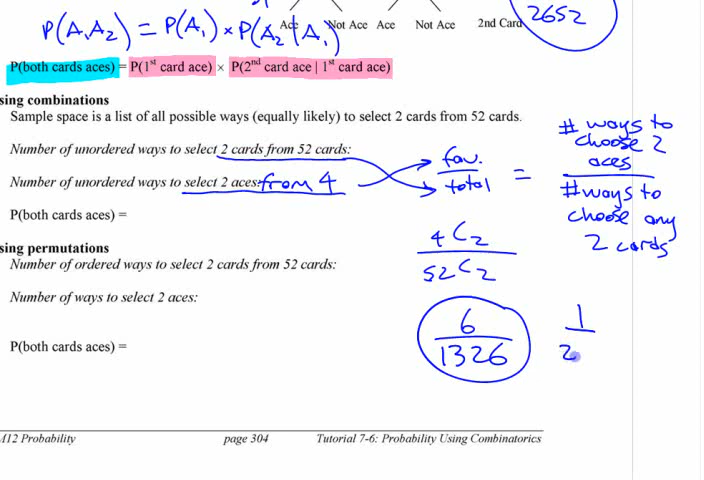 P(A,A2) = P(A1) × P(A2|A1)
Ace Not Ace Ace Not Ace 2nd Card
2652
P(both cards aces) = P(1st card ace) × P(2nd card ace | 1st card ace)
sing combinations
Sample space is a list of all possible ways (equally likely) to select 2 cards from 52 cards.
Number of unordered ways to select 2 cards from 52 cards:
Number of unordered ways to select 2 aces: from 4
P(both cards aces) =
fav.
total
=
# ways to
choose 2
aces
# ways to
choose any
2 cards
4C2
52C2
6
1326
1
2
sing permutations
Number of ordered ways to select 2 cards from 52 cards:
Number of ways to select 2 aces:
P(both cards aces) =
M12 Probability page 304 Tutorial 7-6: Probability Using Combinatorics